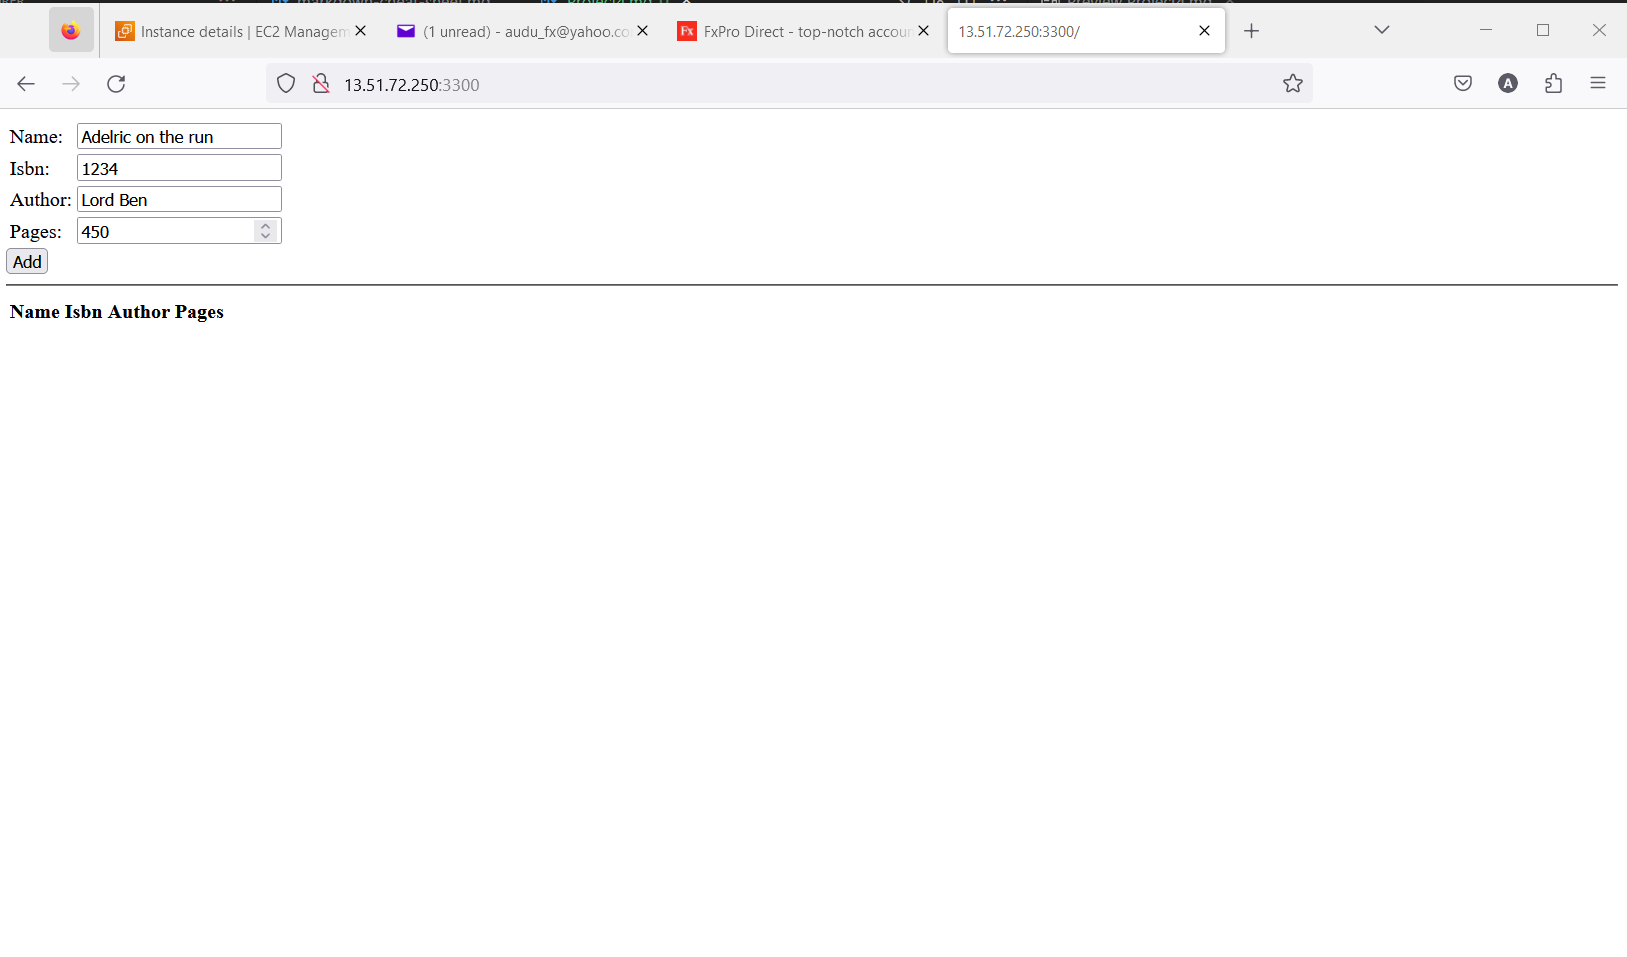 Instance details | EC2 Managem
(1 unread) - audu_fx@yahoo.co
Fx FxPro Direct - top-notch accoun
13.51.72.250:3300/
13.51.72.250:3300
A
Name: Adelric on the run
Isbn: 1234
Author: Lord Ben
Pages: 450
Add
Name Isbn Author Pages